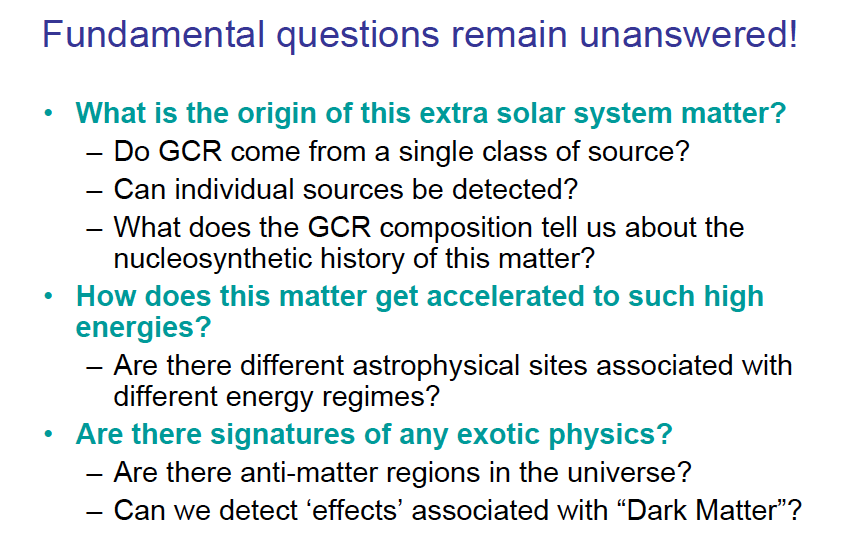 Fundamental questions remain unanswered!
• What is the origin of this extra solar system matter?
– Do GCR come from a single class of source?
– Can individual sources be detected?
– What does the GCR composition tell us about the
nucleosynthetic history of this matter?
• How does this matter get accelerated to such high
energies?
– Are there different astrophysical sites associated with
different energy regimes?
• Are there signatures of any exotic physics?
– Are there anti-matter regions in the universe?
– Can we detect ‘effects’ associated with “Dark Matter”?